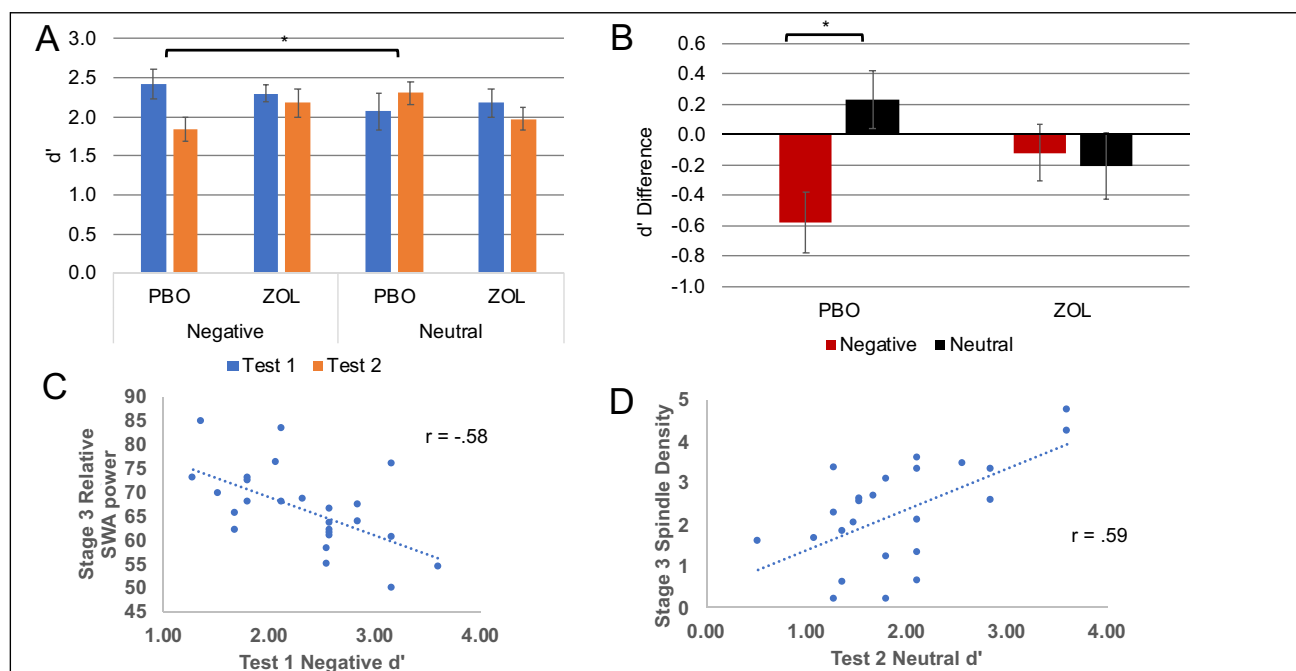 A
3.0
2.5
2.0
1.5
1.0
0.5
0.0
d'
*
PBO ZOL PBO ZOL
Negative Neutral
Test 1 Test 2
B
0.6
0.4
0.2
0.0
-0.2
-0.4
-0.6
-0.8
-1.0
d' Difference
*
PBO ZOL
Negative Neutral
C
90
85
80
75
70
65
60
55
50
45
Stage 3 Relative
SWA power
r = -.58
1.00 2.00 3.00 4.00
Test 1 Negative d'
D
5
4
3
2
1
0
Stage 3 Spindle Density
r = .59
0.00 1.00 2.00 3.00 4.00
Test 2 Neutral d'